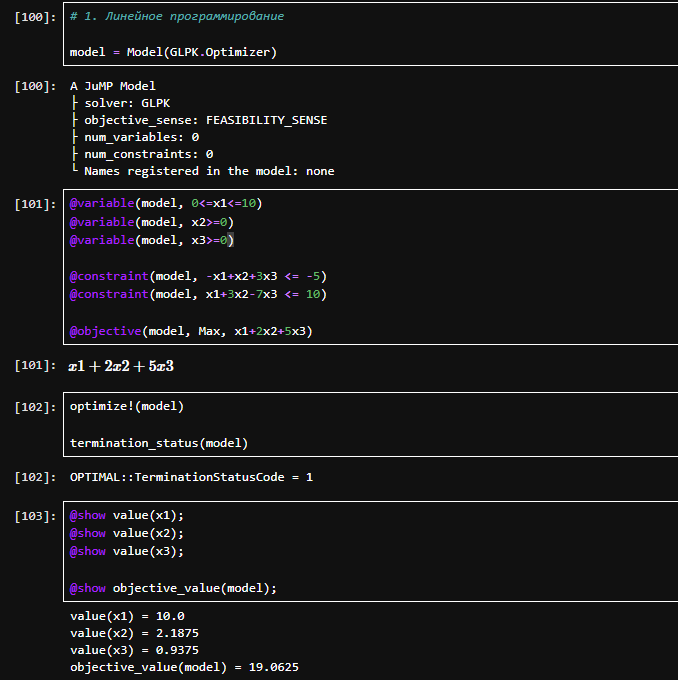 [100]:
# 1. Линейное программирование
model = Model(GLPK.Optimizer)
[100]:
A JuMP Model
├ solver: GLPK
├ objective_sense: FEASIBILITY_SENSE
├ num_variables: 0
├ num_constraints: 0
└ Names registered in the model: none
[101]:
@variable(model, 0<=x1<=10)
@variable(model, x2>=0)
@variable(model, x3>=0)
@constraint(model, -x1+x2+3x3 <= -5)
@constraint(model, x1+3x2-7x3 <= 10)
@objective(model, Max, x1+2x2+5x3)
[101]:
x1 + 2x2 + 5x3
[102]:
optimize!(model)
termination_status(model)
[102]:
OPTIMAL::TerminationStatusCode = 1
[103]:
@show value(x1);
@show value(x2);
@show value(x3);
@show objective_value(model);
value(x1) = 10.0
value(x2) = 2.1875
value(x3) = 0.9375
objective_value(model) = 19.0625